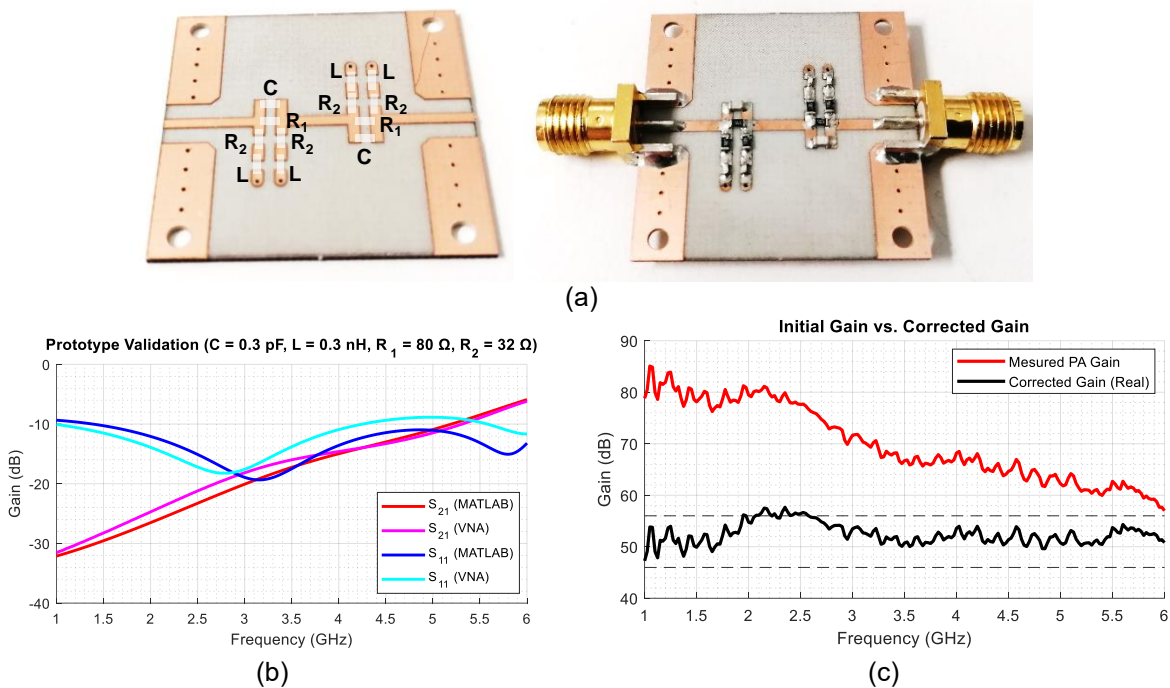 L L
C
R2 R2
R1 R1
R2 R2
C
L L
(a)
Prototype Validation (C = 0.3 pF, L = 0.3 nH, R1 = 80 Ω, R2 = 32 Ω)
0
-10
-20
-30
-40
Gain (dB)
S21 (MATLAB)
S21 (VNA)
S11 (MATLAB)
S11 (VNA)
1 1.5 2 2.5 3 3.5 4 4.5 5 5.5 6
Frequency (GHz)
(b)
Initial Gain vs. Corrected Gain
90
80
70
60
50
40
Gain (dB)
Mesured PA Gain
Corrected Gain (Real)
1 1.5 2 2.5 3 3.5 4 4.5 5 5.5 6
Frequency (GHz)
(c)